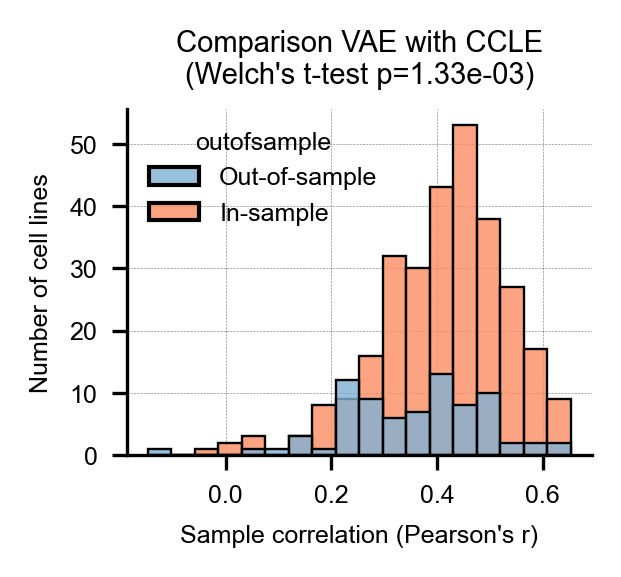 Comparison VAE with CCLE
(Welch's t-test p=1.33e-03)
outofsample
Out-of-sample
In-sample
Number of cell lines
50
40
30
20
10
0
0.0
0.2
0.4
0.6
Sample correlation (Pearson's r)